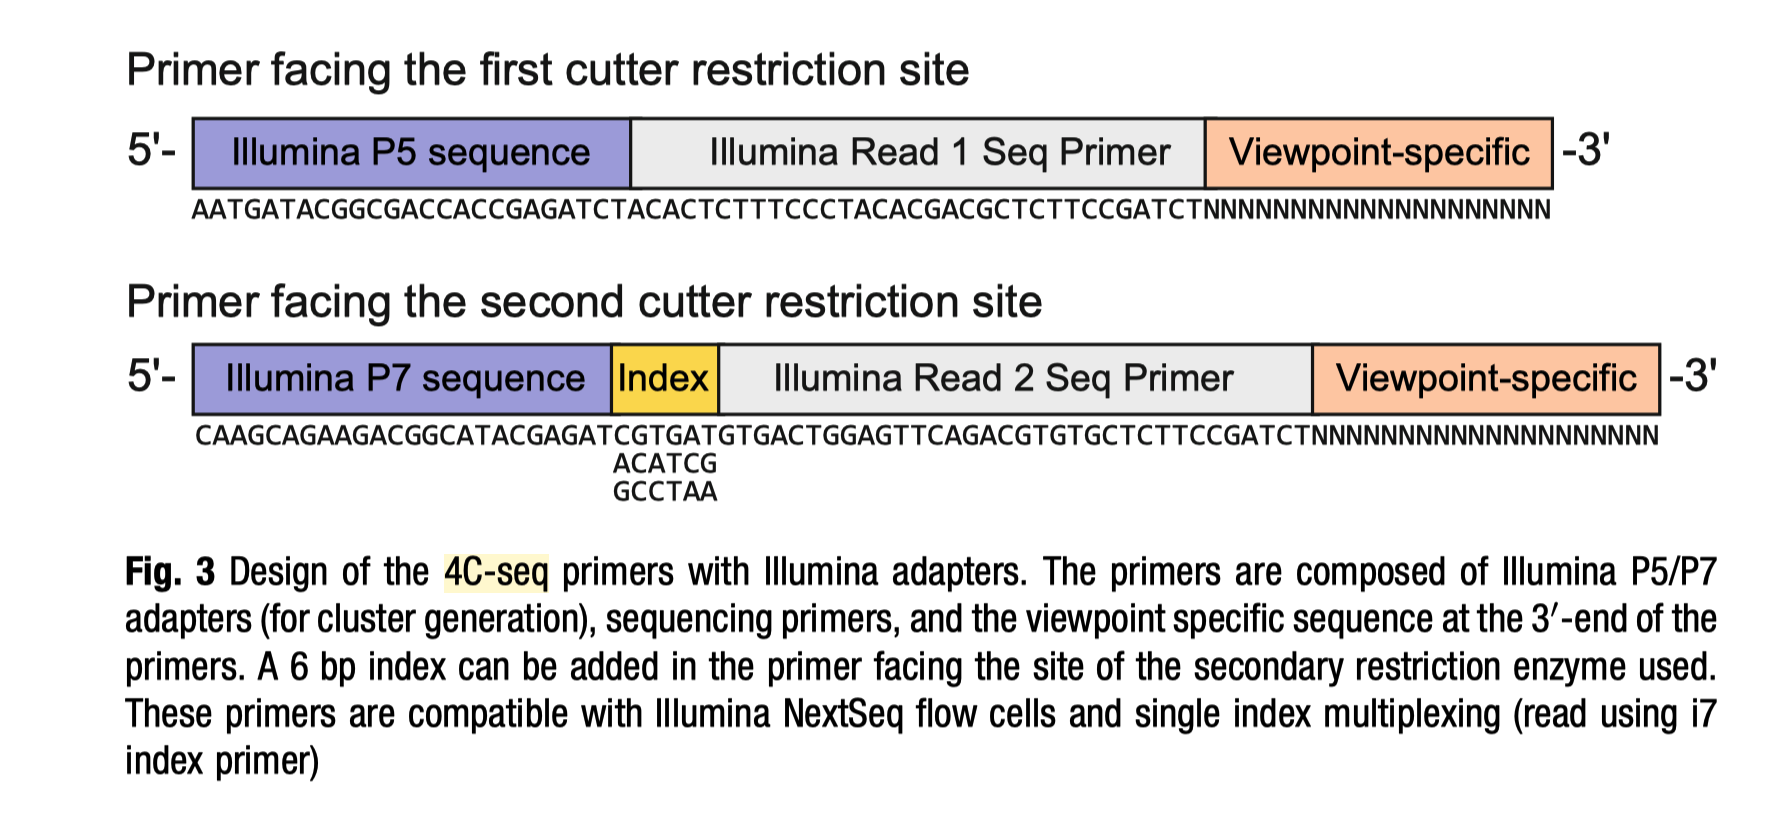 Primer facing the first cutter restriction site
5'- Illumina P5 sequence Illumina Read 1 Seq Primer Viewpoint-specific -3'
AATGATACGGCGACCACCGAGATCTACACTCTTTCCCTACACGACGCTCTTCCGATCTNNNNNNNNNNNNNNNNNNNN
Primer facing the second cutter restriction site
5'- Illumina P7 sequence Index Illumina Read 2 Seq Primer Viewpoint-specific -3'
CAAGCAGAAGACGGCATACGAGATCGTGATGTGACTGGAGTTCAGACGTGTGCTCTTCCGATCTNNNNNNNNNNNNNNNNNNNN
ACATCG
GCCTAA
Fig. 3 Design of the 4C-seq primers with Illumina adapters. The primers are composed of Illumina P5/P7
adapters (for cluster generation), sequencing primers, and the viewpoint specific sequence at the 3′-end of the
primers. A 6 bp index can be added in the primer facing the site of the secondary restriction enzyme used.
These primers are compatible with Illumina NextSeq flow cells and single index multiplexing (read using i7
index primer)